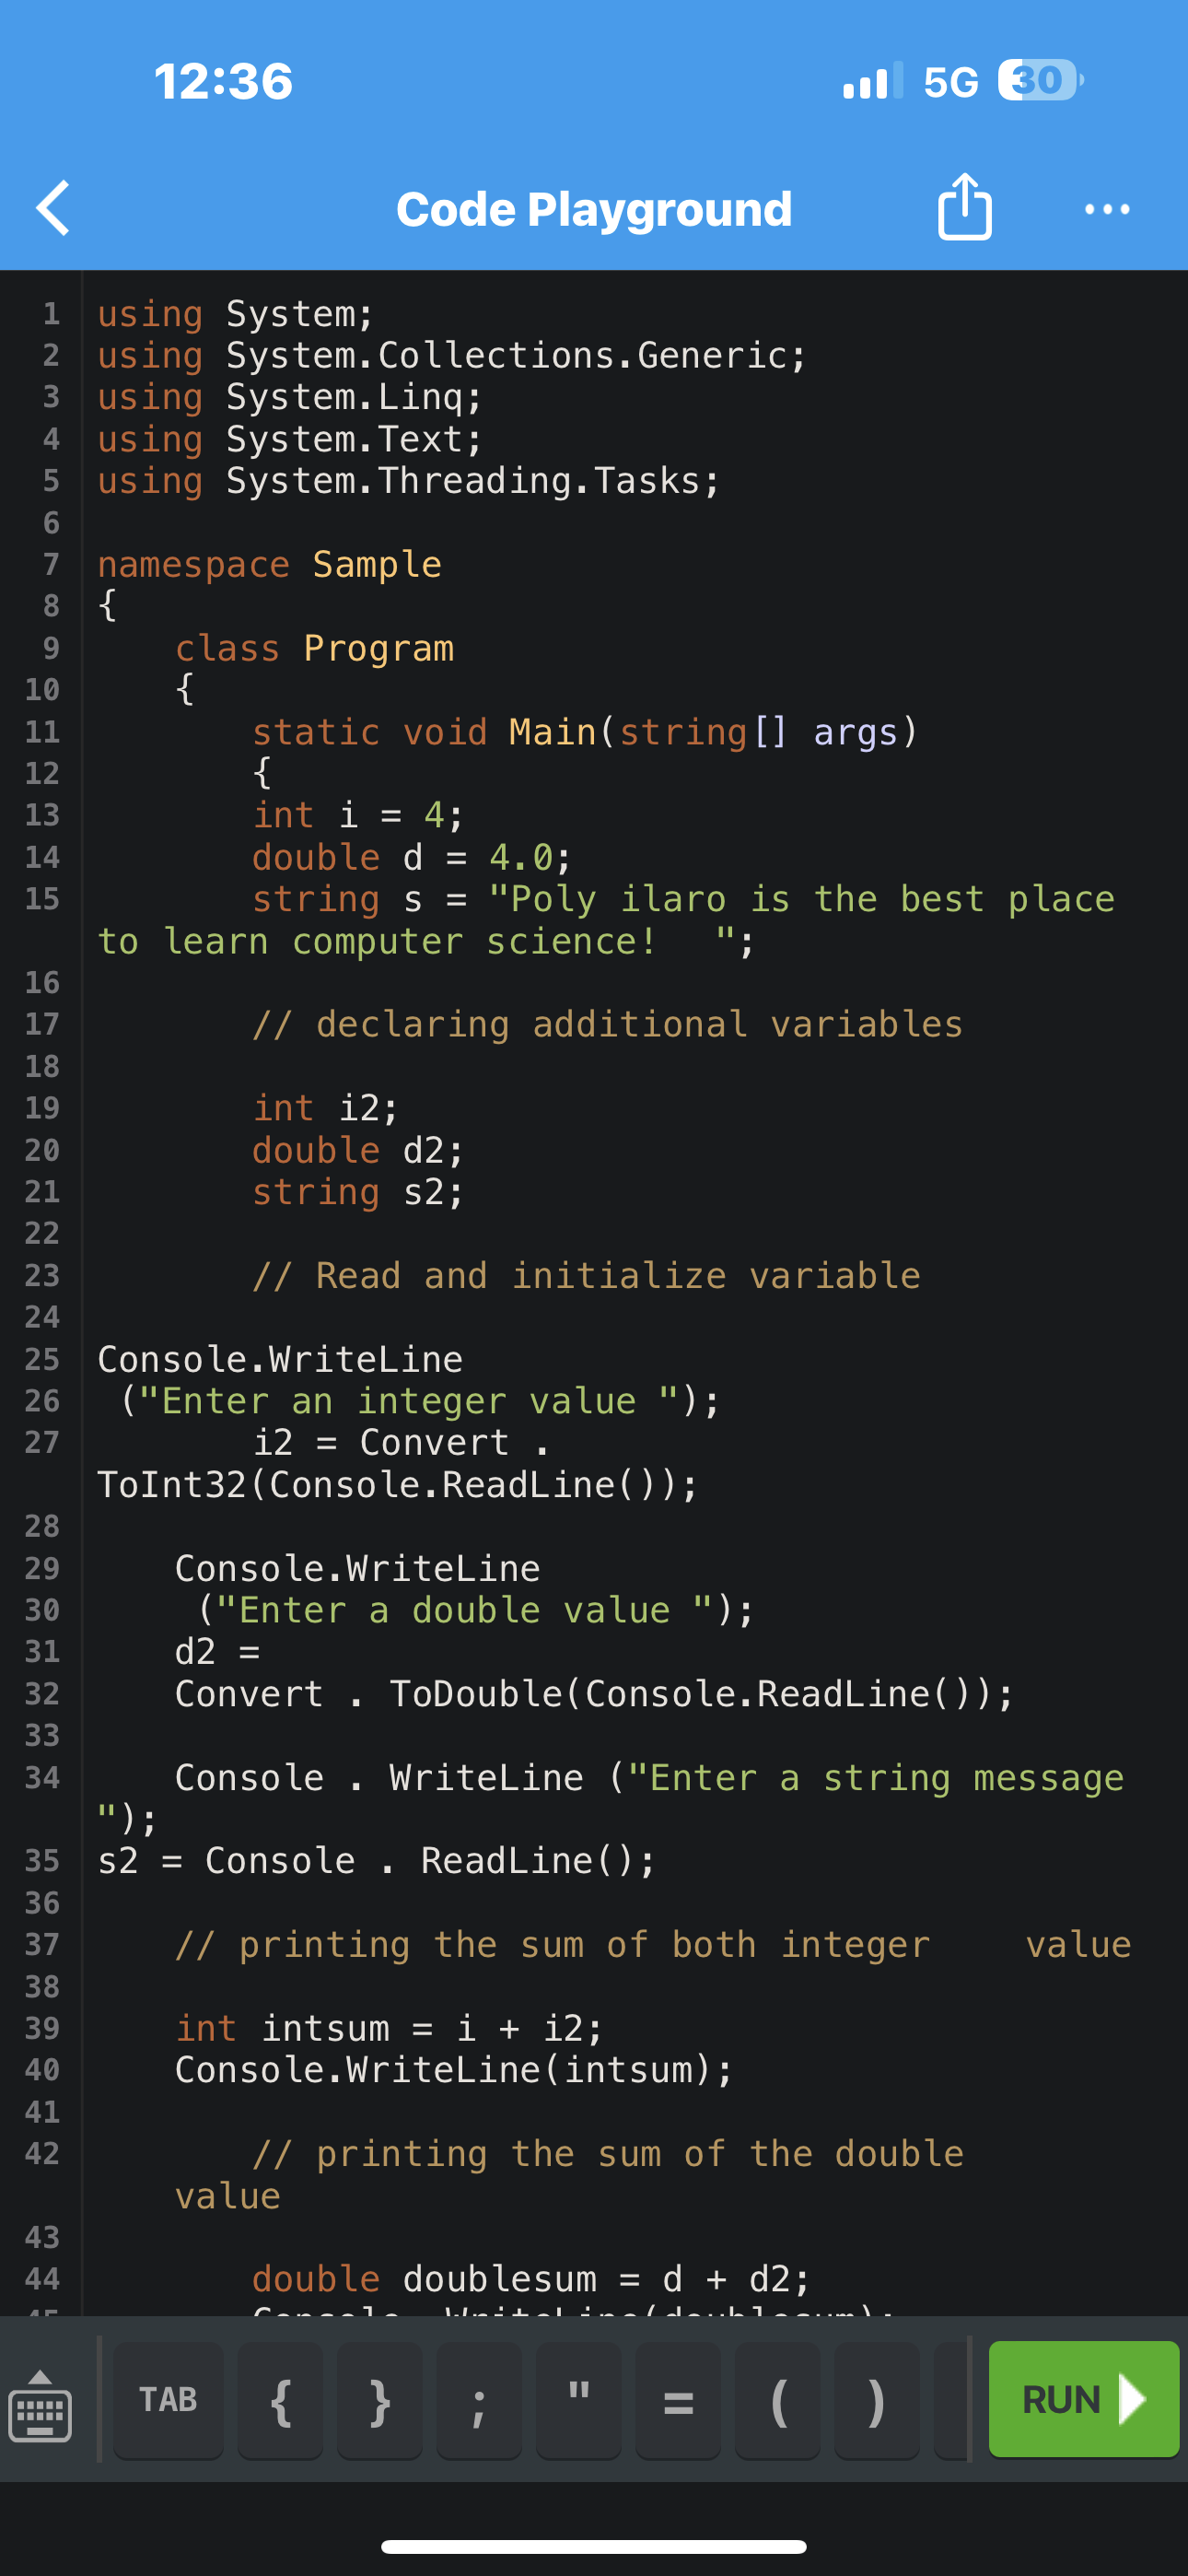 12:36
5G 30
Code Playground
1 using System;
2 using System.Collections.Generic;
3 using System.Linq;
4 using System.Text;
5 using System.Threading.Tasks;
6
7 namespace Sample
8 {
9 class Program
10 {
11 static void Main(string[] args)
12 {
13 int i = 4;
14 double d = 4.0;
15 string s = "Poly ilaro is the best place
to learn computer science!   ";
16
17 // declaring additional variables
18
19 int i2;
20 double d2;
21 string s2;
22
23 // Read and initialize variable
24
25 Console.WriteLine
26 ("Enter an integer value ");
27 i2 = Convert .
ToInt32(Console.ReadLine());
28
29 Console.WriteLine
30 ("Enter a double value ");
31 d2 =
32 Convert . ToDouble(Console.ReadLine());
33
34 Console . WriteLine ("Enter a string message
");
35 s2 = Console . ReadLine();
36
37 // printing the sum of both integer    value
38
39 int intsum = i + i2;
40 Console.WriteLine(intsum);
41
42 // printing the sum of the double
value
43
44 double doublesum = d + d2;
45 Console. WriteLine(doublesum);
TAB { } ; " = ( ) RUN